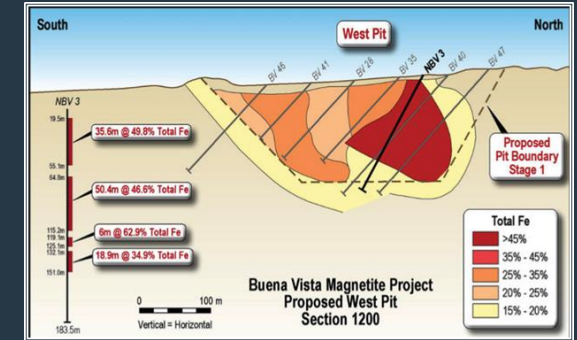 South
North
West Pit
BV 46
BV 41
BV 28
BV 35
NBV 3
BV 40
BV 47
NBV 3
19.5m
35.6m @ 49.8% Total Fe
55.1m
64.8m
50.4m @ 46.6% Total Fe
115.2m
119.1m
6m @ 62.9% Total Fe
125.1m
132.1m
18.9m @ 34.9% Total Fe
151.0m
183.5m
Proposed
Pit Boundary
Stage 1
Total Fe
>45%
35% - 45%
25% - 35%
20% - 25%
15% - 20%
0 100 m
Vertical = Horizontal
Buena Vista Magnetite Project
Proposed West Pit
Section 1200